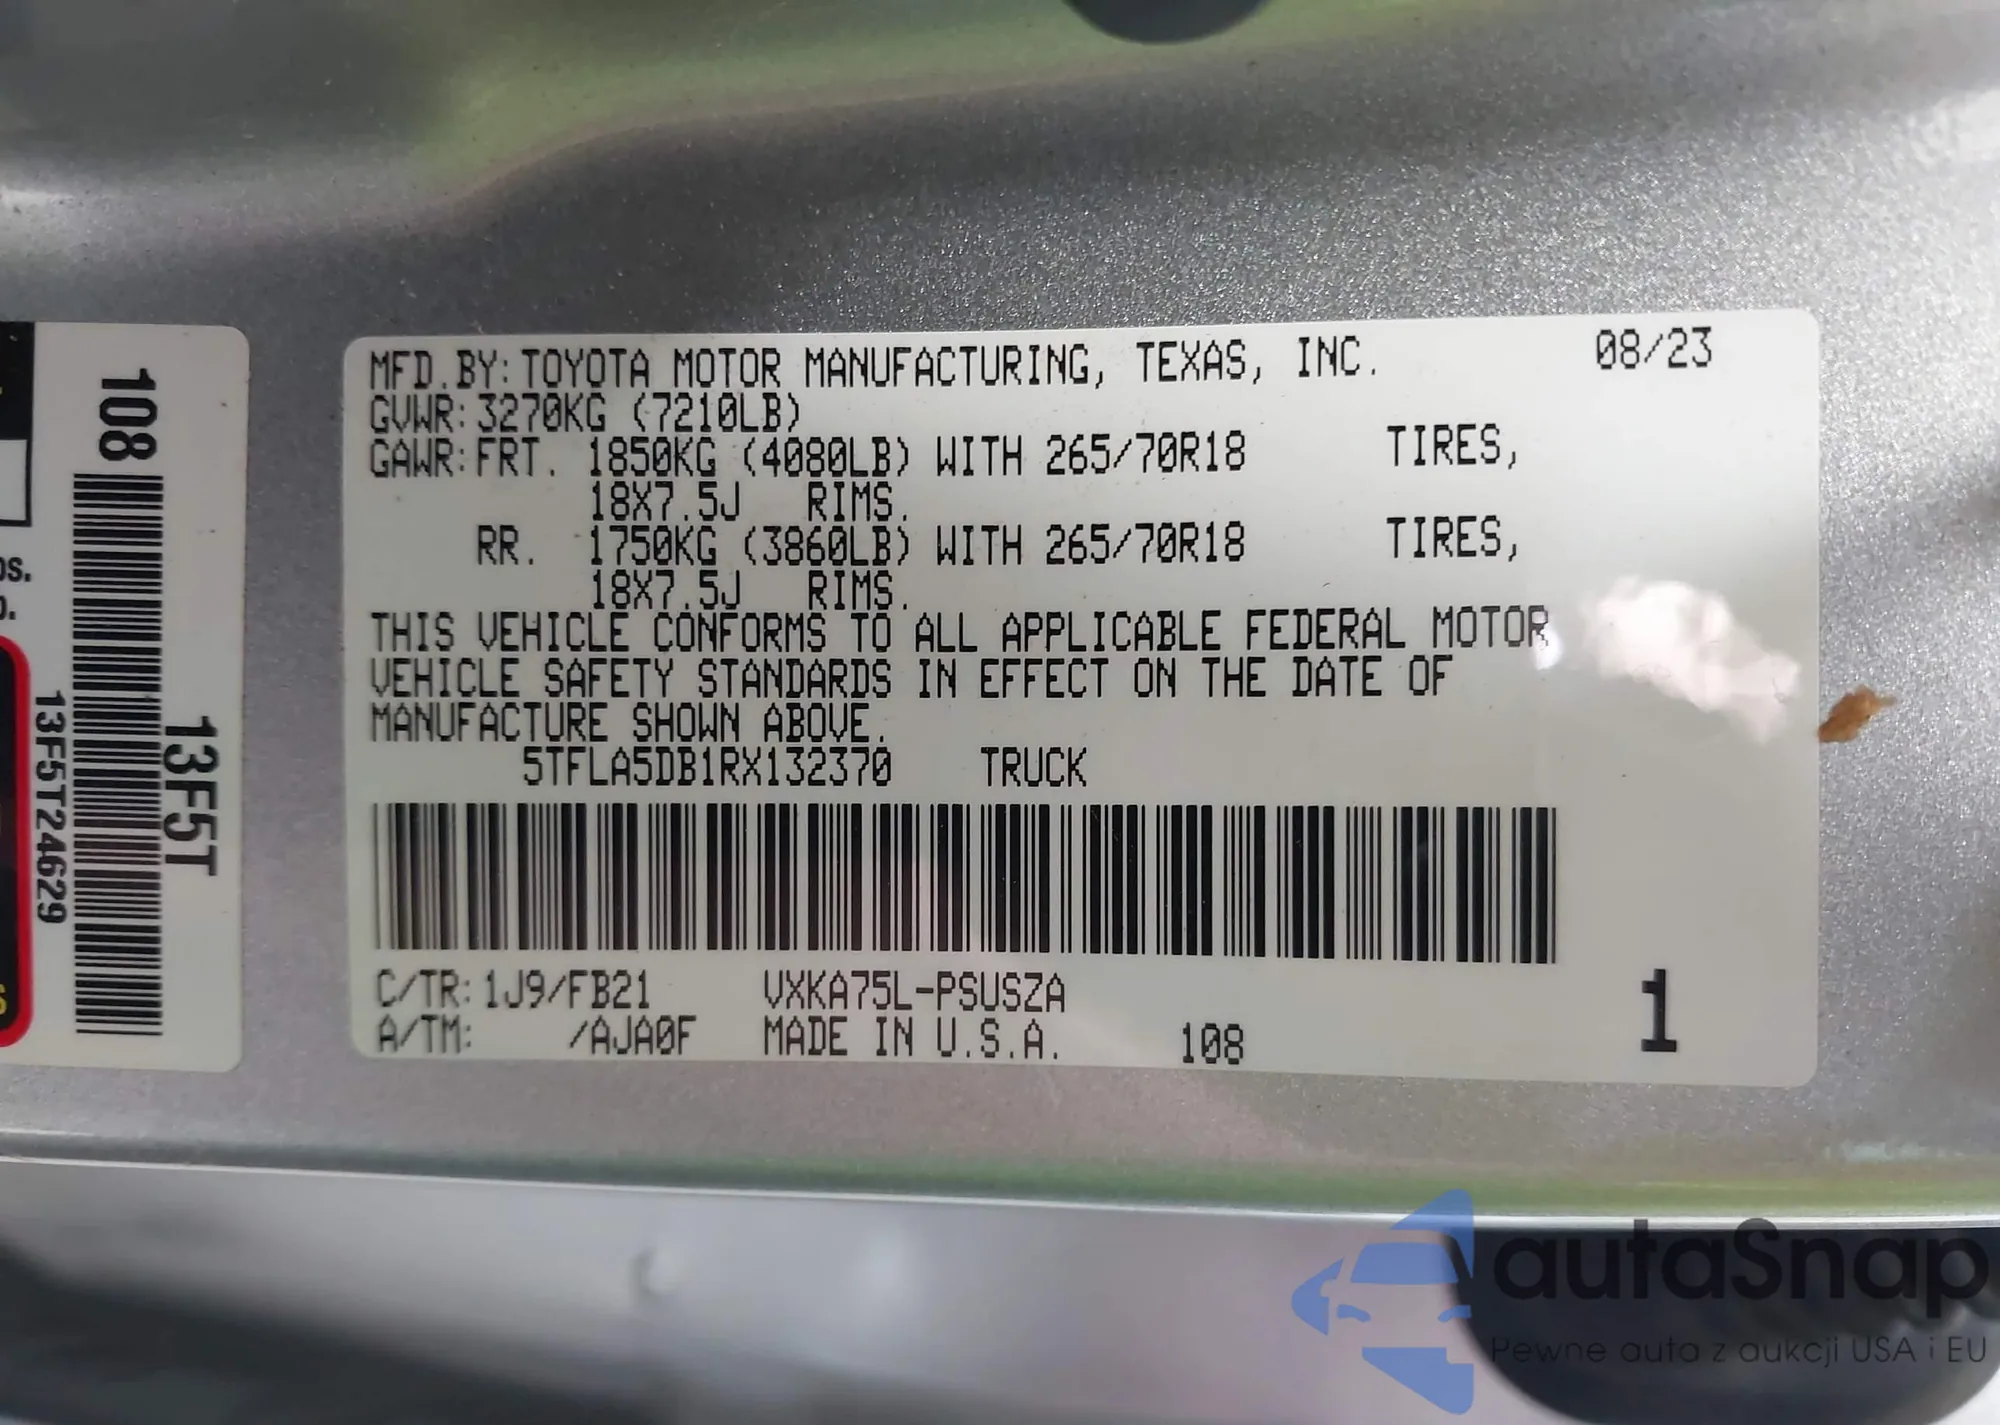 108
13F5T
13F5T24629
MFD.BY: TOYOTA MOTOR MANUFACTURING, TEXAS, INC. 08/23
GVWR: 3270KG (7210LB)
GAWR: FRT. 1850KG (4080LB) WITH 265/70R18 TIRES,
18X7.5J RIMS.
RR. 1750KG (3860LB) WITH 265/70R18 TIRES,
18X7.5J RIMS.
THIS VEHICLE CONFORMS TO ALL APPLICABLE FEDERAL MOTOR
VEHICLE SAFETY STANDARDS IN EFFECT ON THE DATE OF
MANUFACTURE SHOWN ABOVE.
5TFLA5DB1RX132370 TRUCK
C/TR: 1J9/FB21 VXKA75L-PSUSZA
A/TM: /AJA0F MADE IN U.S.A. 108
1
autaSnap
Pewne auta z aukcji USA i EU